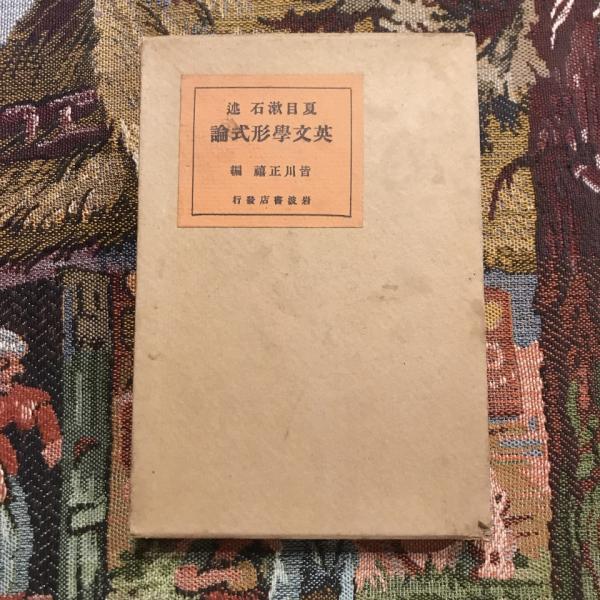 夏目漱石 述
英文學形式論
皆川正禧 編
岩波書店發行